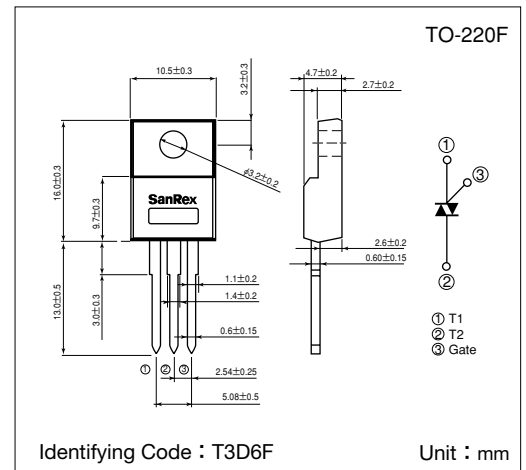 TO-220F
10.5±0.3
3.2±0.3
4.7±0.2
2.7±0.2
16.0±0.3
9.7±0.3
φ3.2±0.2
SanRex
13.0±0.5
3.0±0.3
1.1±0.2
1.4±0.2
0.6±0.15
2.54±0.25
5.08±0.5
① ② ③
2.6±0.2
0.60±0.15
①
③
②
① T1
② T2
③ Gate
Identifying Code：T3D6F
Unit：mm